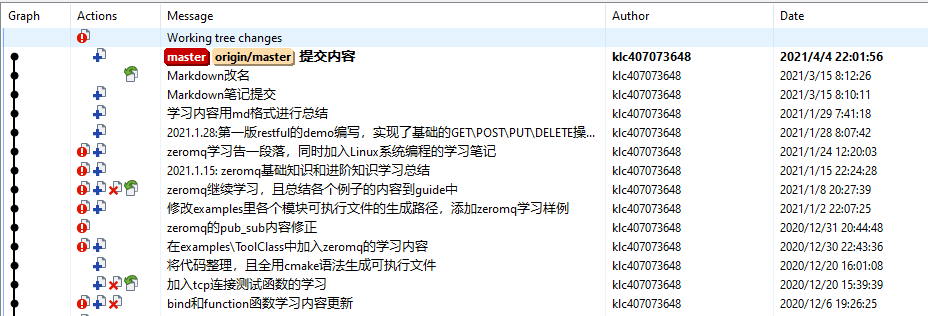 Graph Actions Message Author Date
Working tree changes
master origin/master 提交内容 klc407073648 2021/4/4 22:01:56
Markdown改名 klc407073648 2021/3/15 8:12:26
Markdown笔记提交 klc407073648 2021/3/15 8:10:11
学习内容用md格式进行总结 klc407073648 2021/1/29 7:41:18
2021.1.28:第一版restful的demo编写，实现了基础的GET\POST\PUT\DELETE操... klc407073648 2021/1/28 8:07:42
zeromq学习告一段落，同时加入Linux系统编程的学习笔记 klc407073648 2021/1/24 12:20:03
2021.1.15: zeromq基础知识和进阶知识学习总结 klc407073648 2021/1/15 22:24:28
zeromq继续学习，且总结各个例子的内容到guide中 klc407073648 2021/1/8 20:27:39
修改examples里各个模块可执行文件的生成路径，添加zeromq学习样例 klc407073648 2021/1/2 22:07:25
zeromq的pub_sub内容修正 klc407073648 2020/12/31 20:44:48
在examples\ToolClass中加入zeromq的学习内容 klc407073648 2020/12/30 22:43:36
将代码整理，且全用cmake语法生成可执行文件 klc407073648 2020/12/20 16:01:08
加入tcp连接测试函数的学习 klc407073648 2020/12/20 15:39:39
bind和function函数学习内容更新 klc407073648 2020/12/6 19:26:25